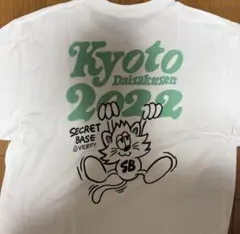 Kyoto
Daisakusen
2022
SECRET
BASE
©VERDY
SB